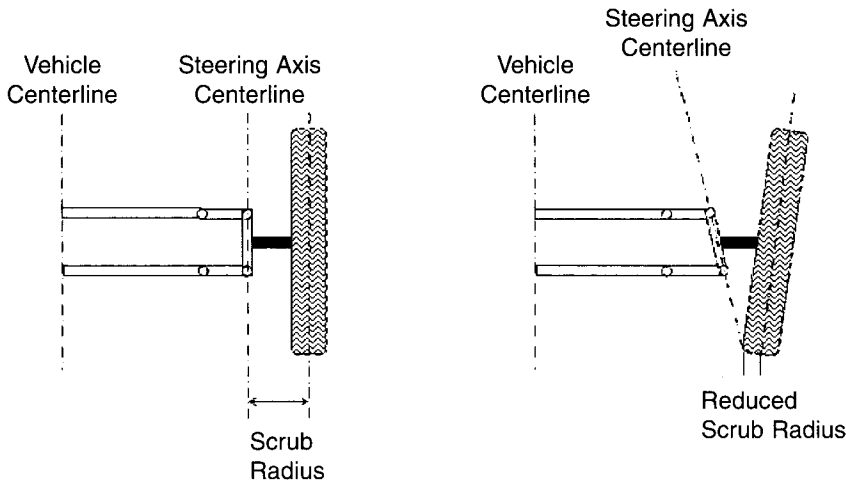 Vehicle
Centerline
Steering Axis
Centerline
Scrub
Radius
Vehicle
Centerline
Steering Axis
Centerline
Reduced
Scrub Radius